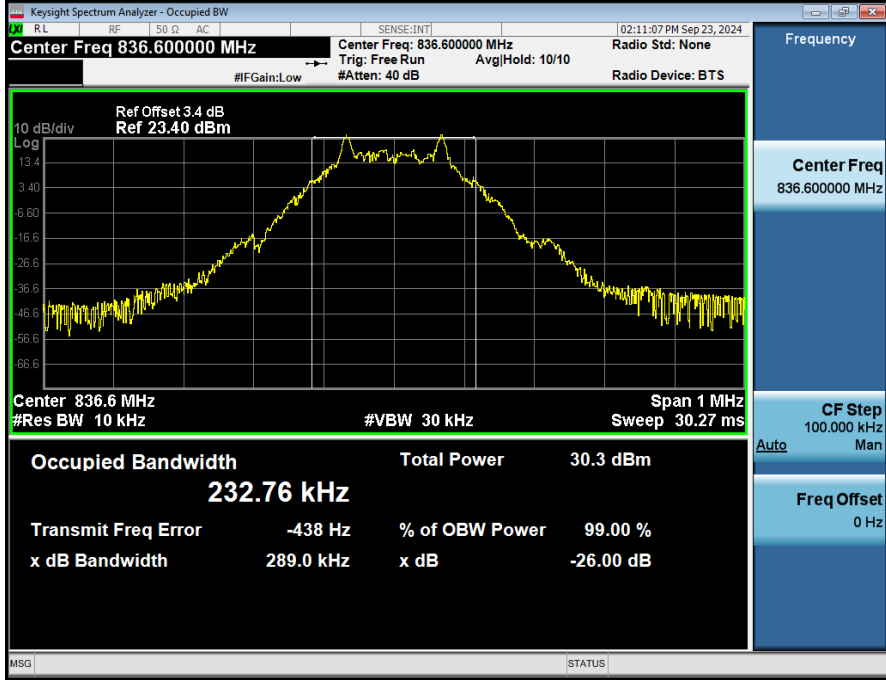 Keysight Spectrum Analyzer - Occupied BW
LXI RL RF 50 Ω AC SENSE:INT 02:11:07 PM Sep 23, 2024
Center Freq 836.600000 MHz
Center Freq: 836.600000 MHz Radio Std: None
Trig: Free Run Avg|Hold: 10/10
#IFGain:Low #Atten: 40 dB Radio Device: BTS
Ref Offset 3.4 dB
10 dB/div Ref 23.40 dBm
Log
13.4
3.40
-6.60
-16.6
-26.6
-36.6
-46.6
-56.6
-66.6
Center 836.6 MHz Span 1 MHz
#Res BW 10 kHz #VBW 30 kHz Sweep 30.27 ms
Occupied Bandwidth Total Power 30.3 dBm
232.76 kHz
Transmit Freq Error -438 Hz % of OBW Power 99.00 %
x dB Bandwidth 289.0 kHz x dB -26.00 dB
MSG STATUS
Frequency
Center Freq
836.600000 MHz
CF Step
100.000 kHz
Auto Man
Freq Offset
0 Hz